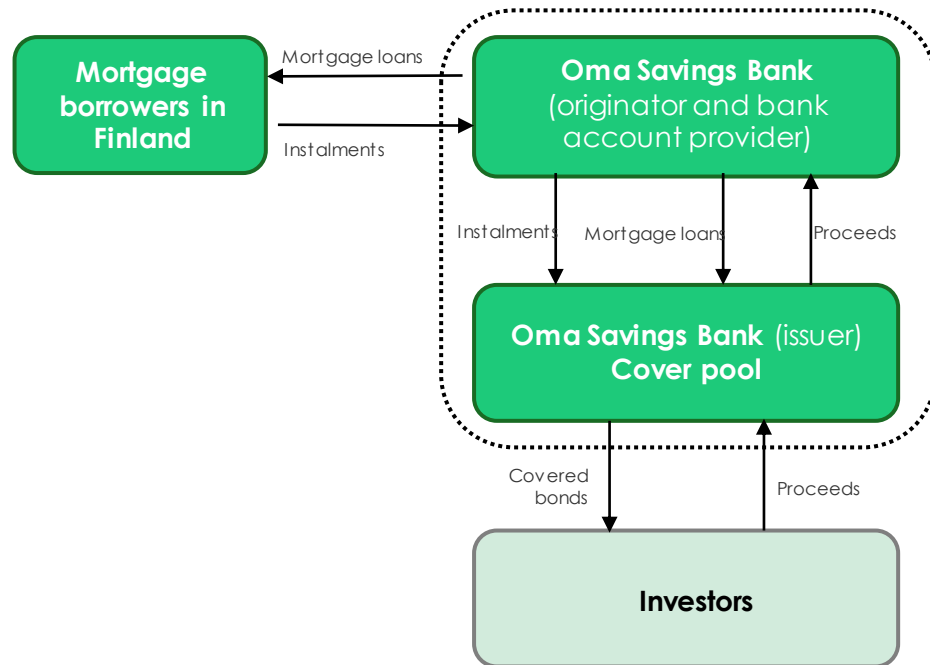 Mortgage
borrowers in
Finland
Mortgage loans
Instalments
Oma Savings Bank
(originator and bank
account provider)
Instalments
Mortgage loans
Proceeds
Oma Savings Bank (issuer)
Cover pool
Covered
bonds
Proceeds
Investors